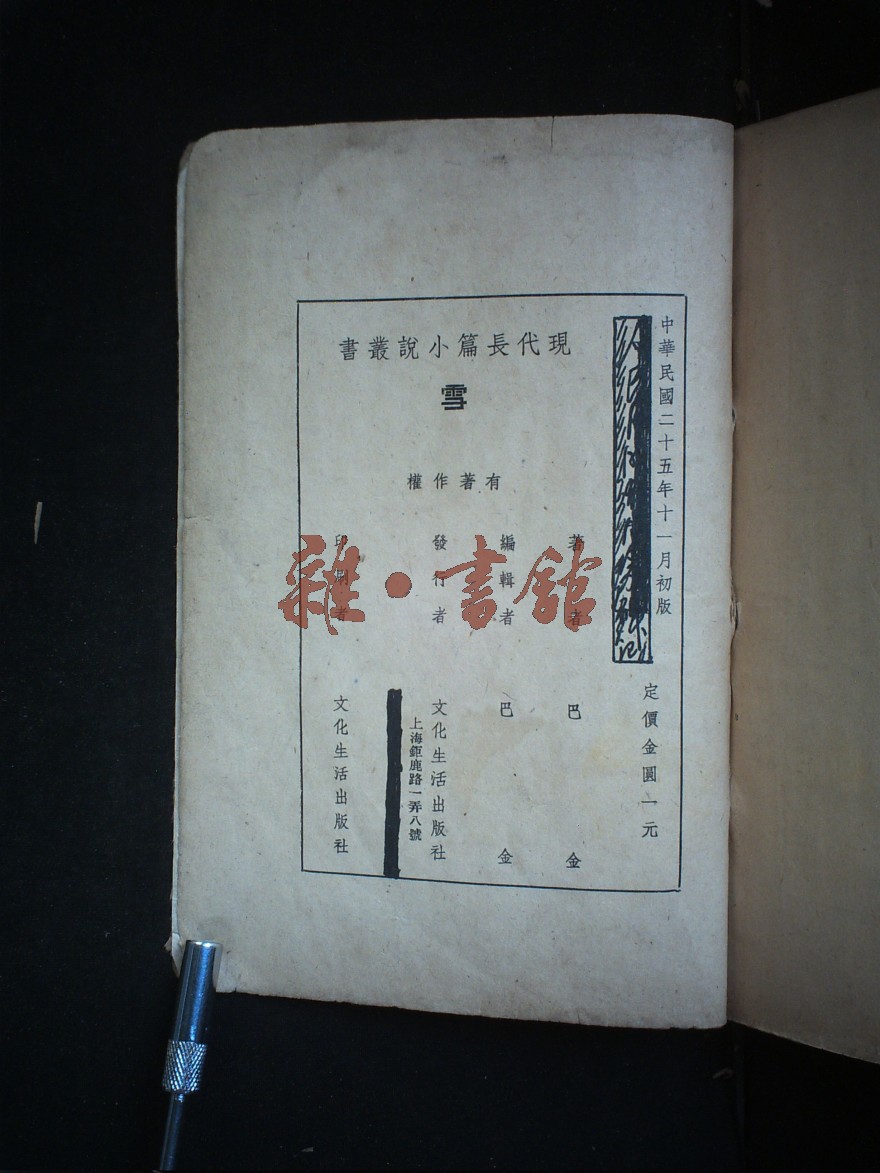 中華民國二十五年十一月初版
定價金圓一元
現代長篇小說叢書
雪
有著作權
著者 巴金
編輯者 巴金
發行者 文化生活出版社
上海鉅鹿路一弄八號
印刷者 文化生活出版社
雜·書館